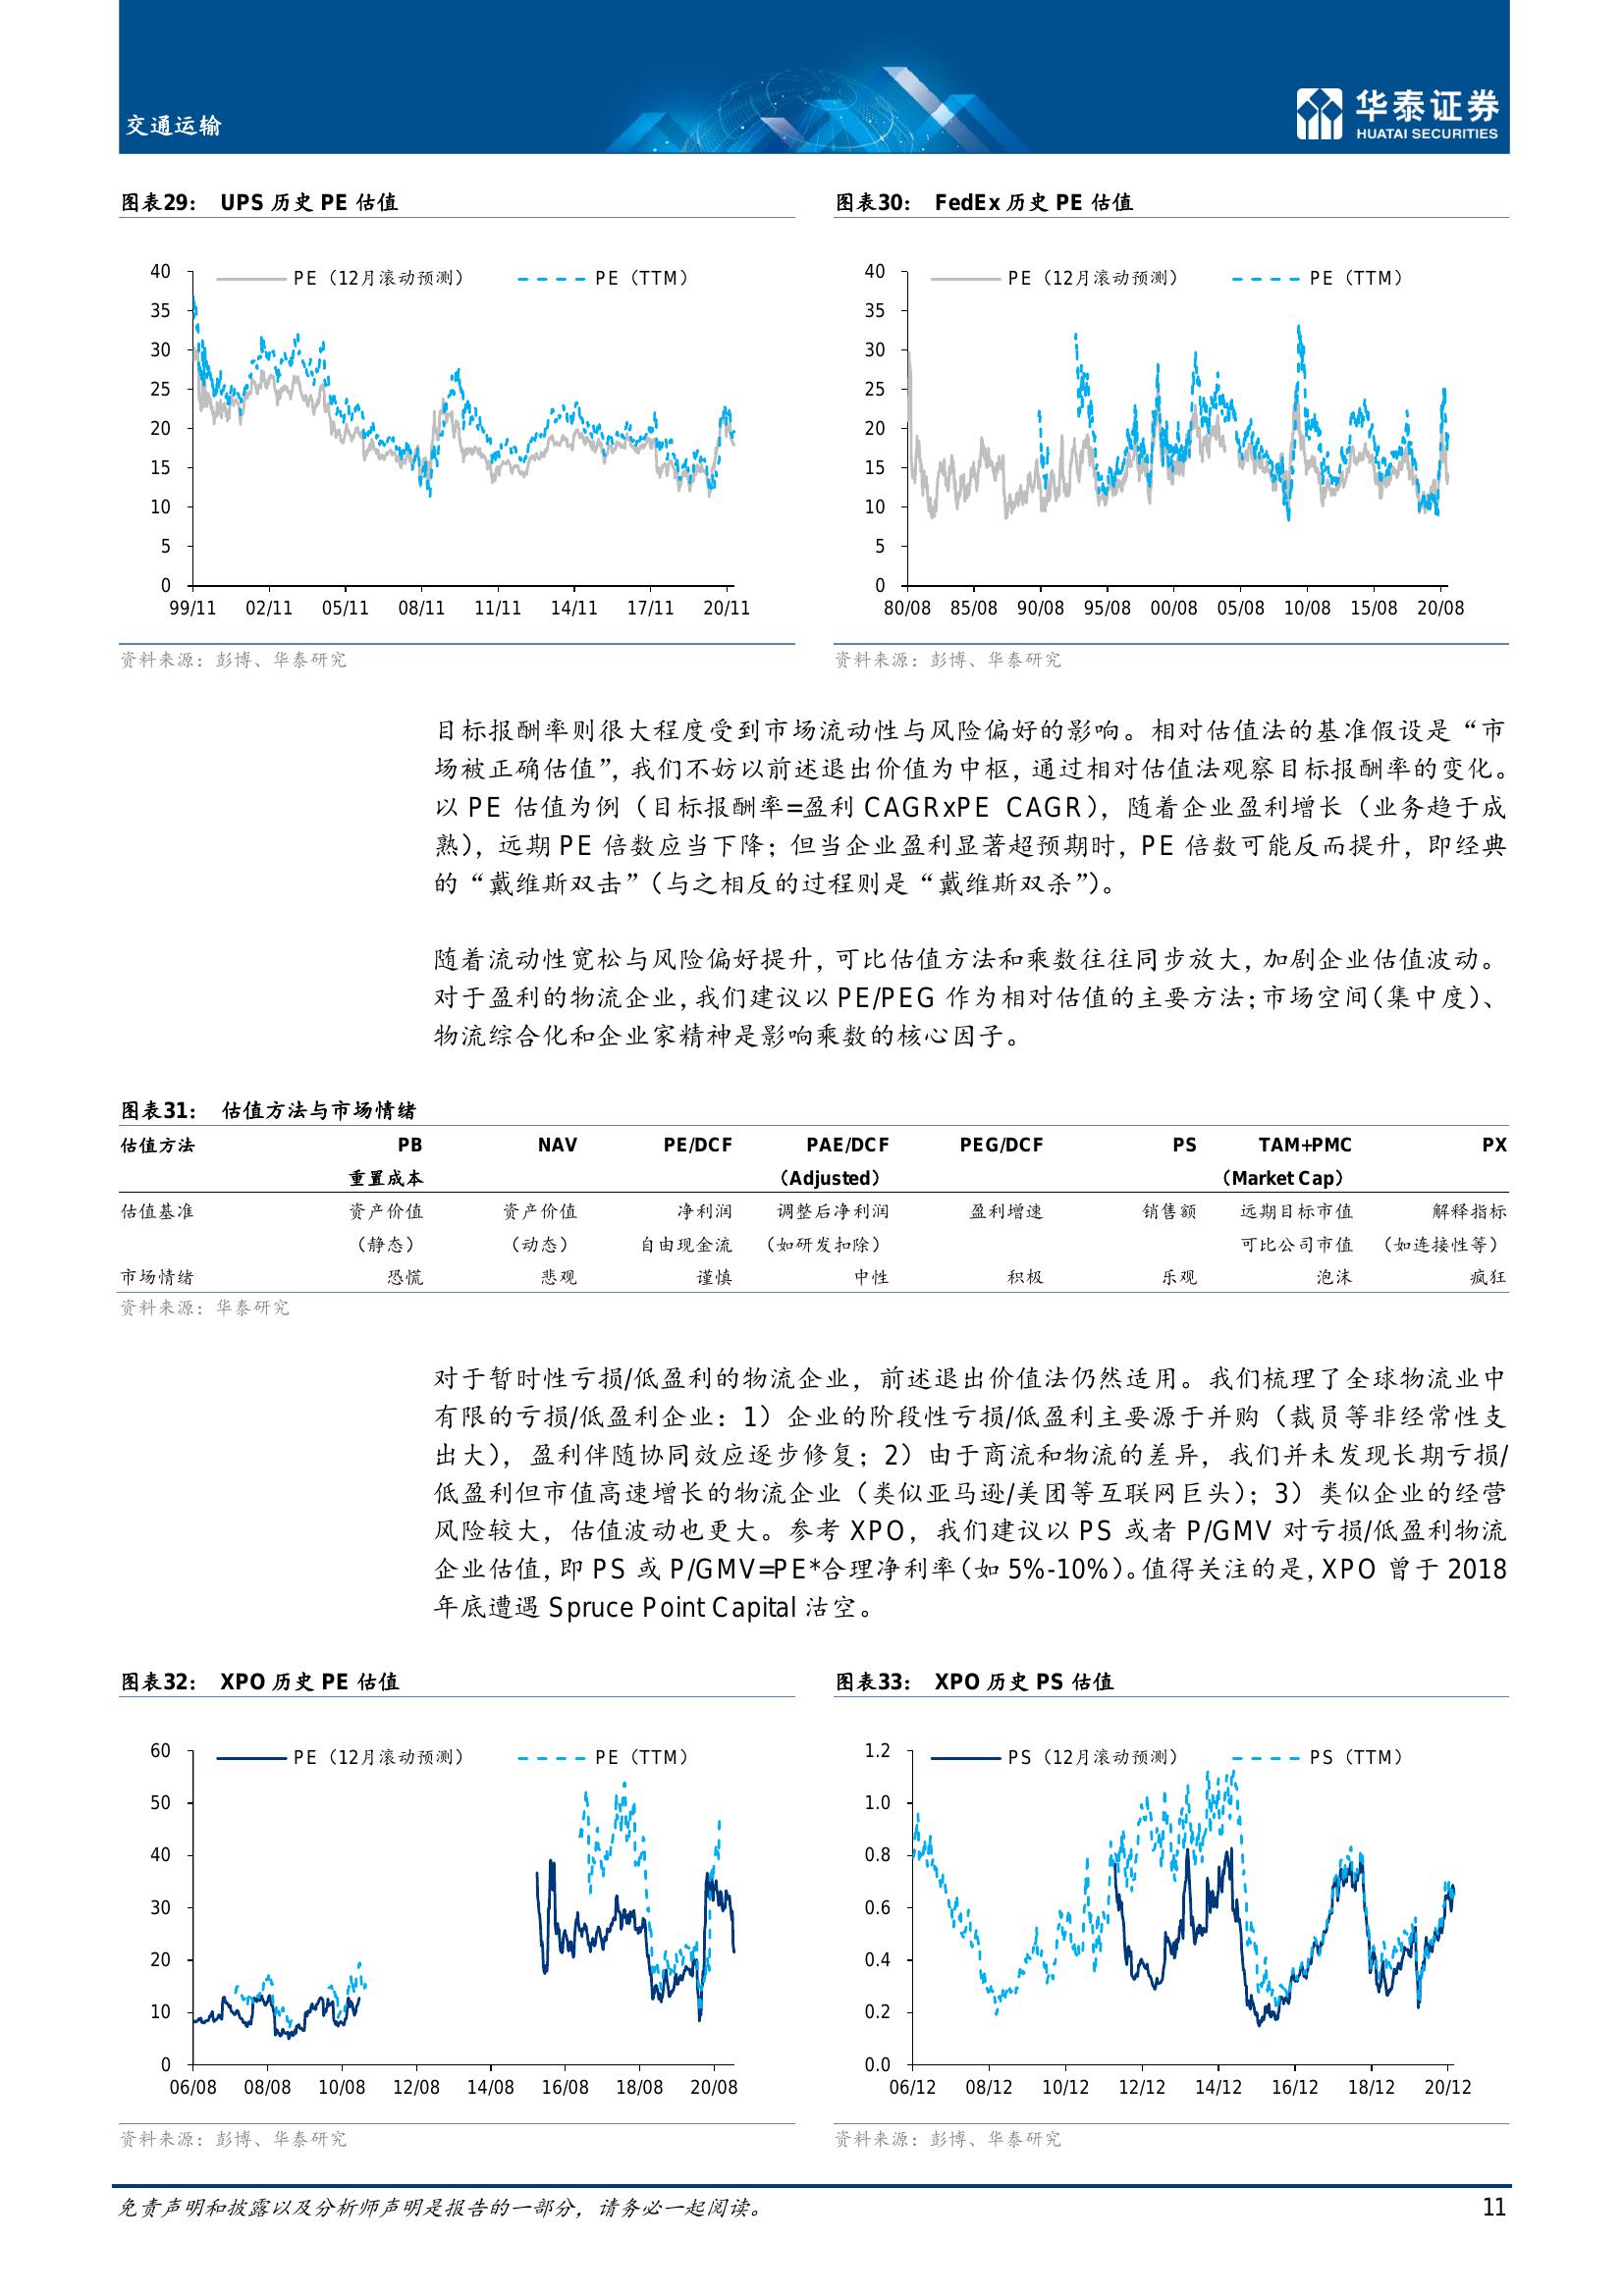 交通运输
华泰证券
HUATAI SECURITIES
图表29： UPS 历史 PE 估值
图表30： FedEx 历史 PE 估值
PE（12月滚动预测） PE（TTM）
40
35
30
25
20
15
10
5
0
99/11 02/11 05/11 08/11 11/11 14/11 17/11 20/11
资料来源：彭博、华泰研究
PE（12月滚动预测） PE（TTM）
40
35
30
25
20
15
10
5
0
80/08 85/08 90/08 95/08 00/08 05/08 10/08 15/08 20/08
资料来源：彭博、华泰研究
目标报酬率则很大程度受到市场流动性与风险偏好的影响。相对估值法的基准假设是“市
场被正确估值”，我们不妨以前述退出价值为中枢，通过相对估值法观察目标报酬率的变化。
以 PE 估值为例（目标报酬率=盈利 CAGRxPE CAGR），随着企业盈利增长（业务趋于成
熟），远期 PE 倍数应当下降；但当企业盈利显著超预期时，PE 倍数可能反而提升，即经典
的“戴维斯双击”（与之相反的过程则是“戴维斯双杀”）。
随着流动性宽松与风险偏好提升，可比估值方法和乘数往往同步放大，加剧企业估值波动。
对于盈利的物流企业，我们建议以 PE/PEG 作为相对估值的主要方法；市场空间（集中度）、
物流综合化和企业家精神是影响乘数的核心因子。
图表31： 估值方法与市场情绪
估值方法 PB NAV PE/DCF PAE/DCF PEG/DCF PS TAM+PMC PX
重置成本 （Adjusted） （Market Cap）
估值基准 资产价值 资产价值 净利润 调整后净利润 盈利增速 销售额 远期目标市值 解释指标
（静态） （动态） 自由现金流 （如研发扣除） 可比公司市值 （如连接性等）
市场情绪 恐慌 悲观 谨慎 中性 积极 乐观 泡沫 疯狂
资料来源：华泰研究
对于暂时性亏损/低盈利的物流企业，前述退出价值法仍然适用。我们梳理了全球物流业中
有限的亏损/低盈利企业：1）企业的阶段性亏损/低盈利主要源于并购（裁员等非经常性支
出大），盈利伴随协同效应逐步修复；2）由于商流和物流的差异，我们并未发现长期亏损/
低盈利但市值高速增长的物流企业（类似亚马逊/美团等互联网巨头）；3）类似企业的经营
风险较大，估值波动也更大。参考 XPO，我们建议以 PS 或者 P/GMV 对亏损/低盈利物流
企业估值，即 PS 或 P/GMV=PE*合理净利率（如 5%-10%）。值得关注的是，XPO 曾于 2018
年底遭遇 Spruce Point Capital 沽空。
图表32： XPO 历史 PE 估值
图表33： XPO 历史 PS 估值
PE（12月滚动预测） PE（TTM）
60
50
40
30
20
10
0
06/08 08/08 10/08 12/08 14/08 16/08 18/08 20/08
资料来源：彭博、华泰研究
PS（12月滚动预测） PS（TTM）
1.2
1.0
0.8
0.6
0.4
0.2
0.0
06/12 08/12 10/12 12/12 14/12 16/12 18/12 20/12
资料来源：彭博、华泰研究
免责声明和披露以及分析师声明是报告的一部分，请务必一起阅读。 11